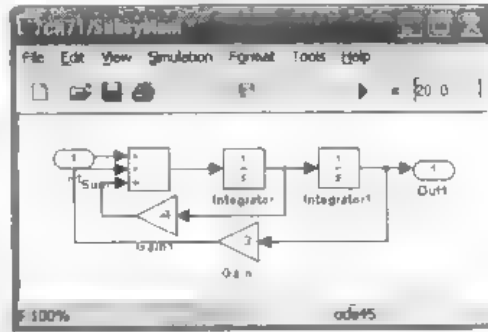 File Edit View Simulation Format Tools Help
20.0
1
Sum
1
s
Integrator
1
s
Integrator1
1
Out1
Gain1
3
Gain
100%
ode45